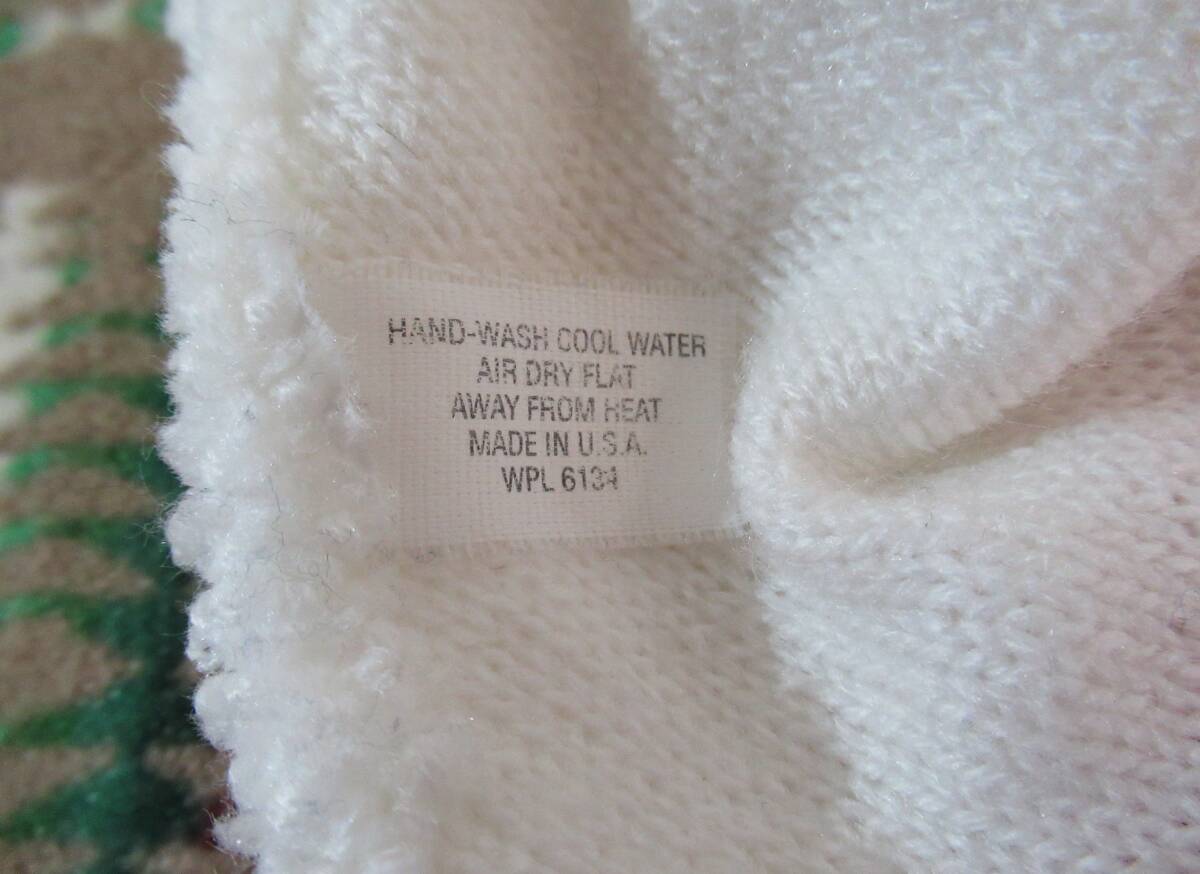 HAND-WASH COOL WATER
AIR DRY FLAT
AWAY FROM HEAT
MADE IN U.S.A.
WPL 6134